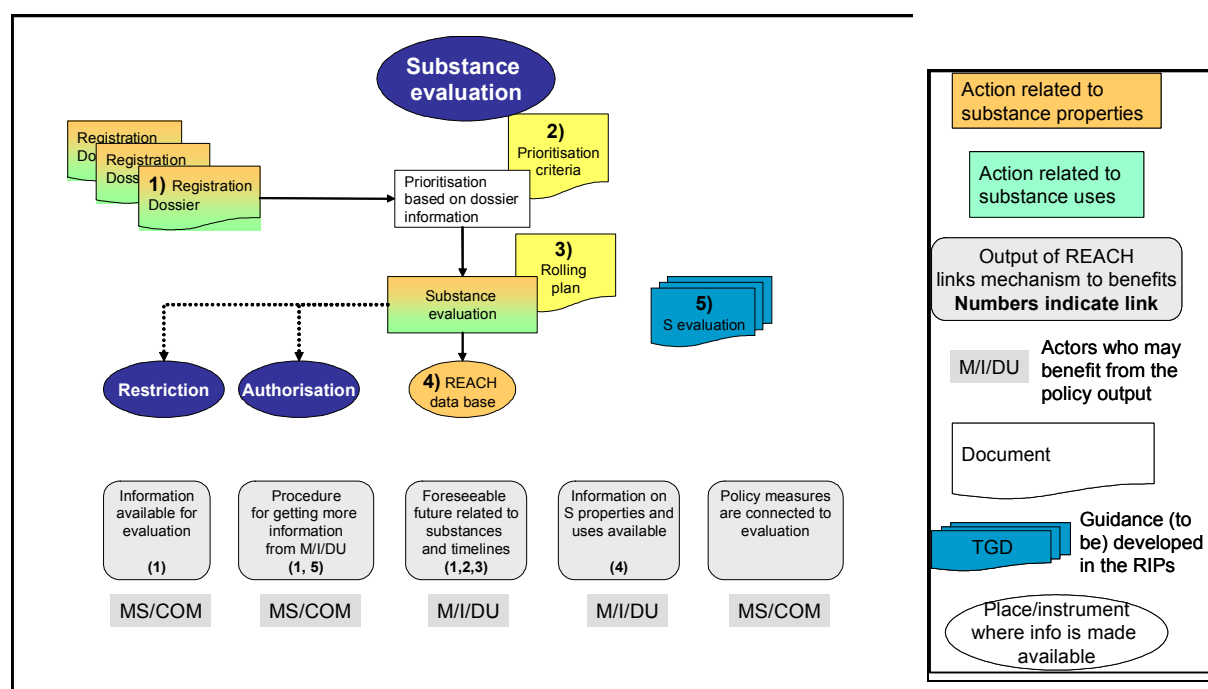 Substance
evaluation
Registration
Do
Registration
Doss
1) Registration
Dossier
Prioritisation
based on dossier
information
2)
Prioritisation
criteria
3)
Rolling
plan
Substance
evaluation
5)
S evaluation
Restriction
Authorisation
4) REACH
data base
Information
available for
evaluation
(1)
Procedure
for getting more
information
from M/I/DU
(1, 5)
Foreseeable
future related to
substances
and timelines
(1,2,3)
Information on
S properties and
uses available
(4)
Policy measures
are connected to
evaluation
MS/COM
MS/COM
M/I/DU
M/I/DU
MS/COM
Action related to
substance properties
Action related to
substance uses
Output of REACH
links mechanism to benefits
Numbers indicate link
M/I/DU
Actors who may
benefit from the
policy output
Document
TGD
Guidance (to
be) developed
in the RIPs
Place/instrument
where info is made
available